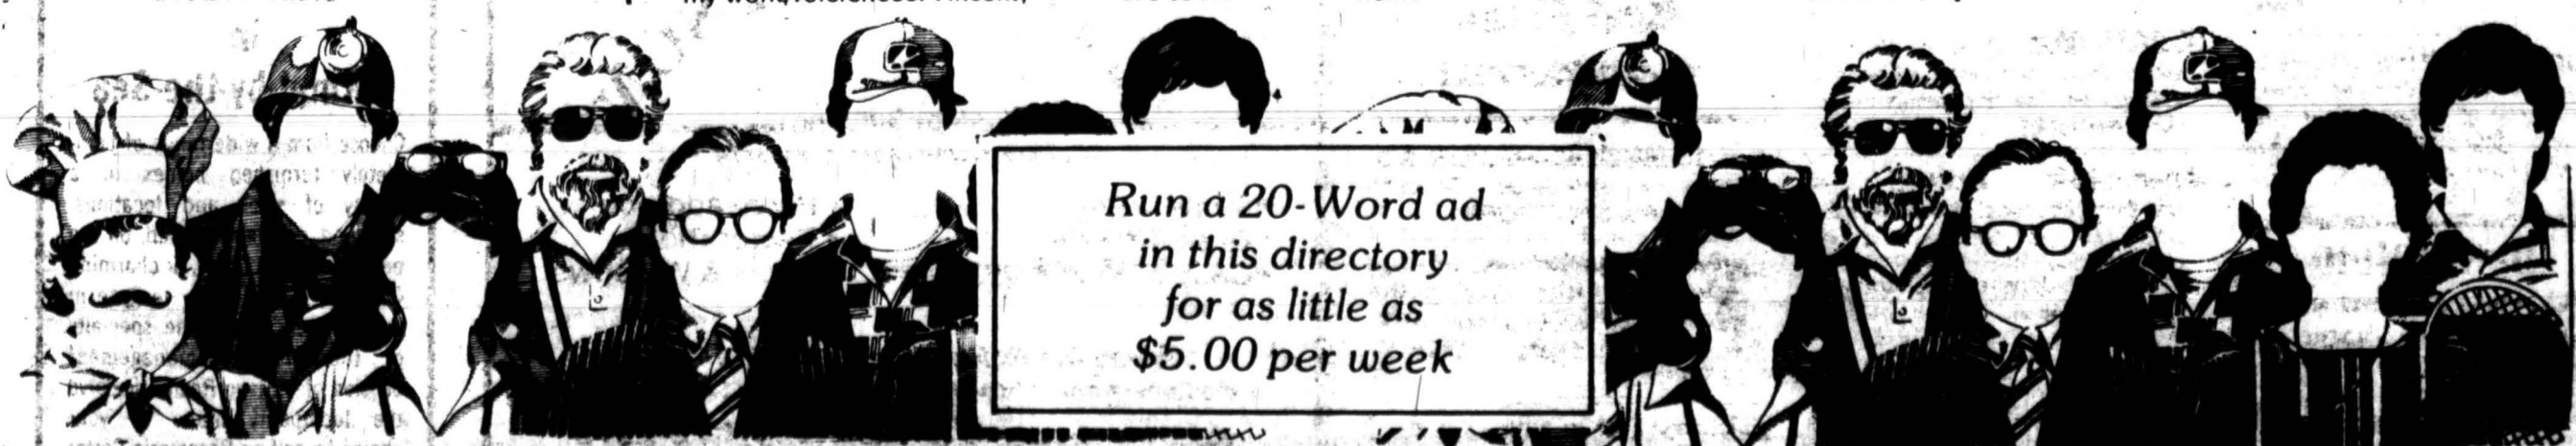 Run a 20-Word ad
in this directory
for as little as
$5.00 per week